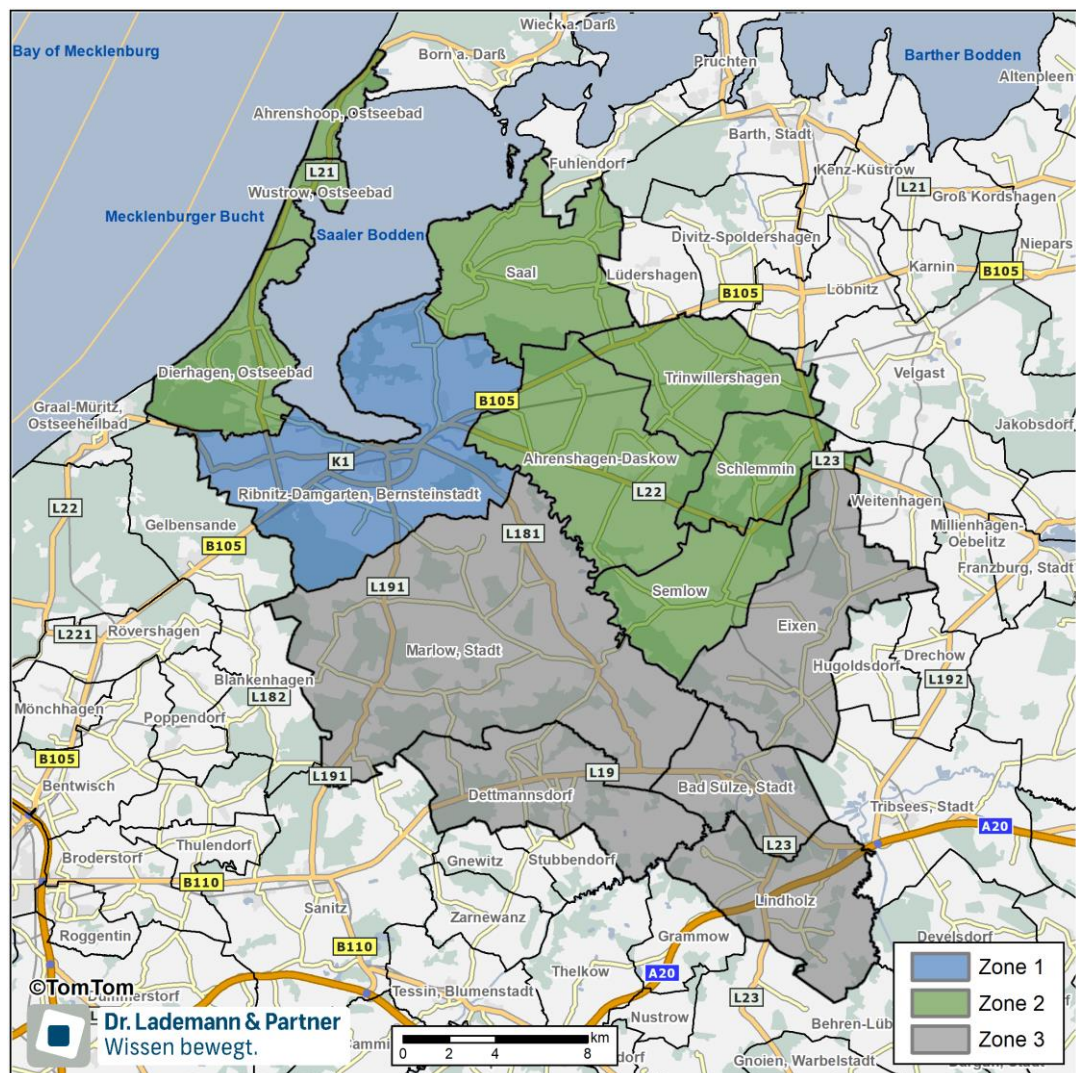 Wieck a. Darß
Bay of Mecklenburg
Born a. Darß
Pruchten
Barther Bodden
Altenpleen
Ahrenshoop, Ostseebad
Barth, Stadt
Fuhlendorf
Kenz-Küstrow
L21
L21
Wustrow, Ostseebad
Groß Kordshagen
Mecklenburger Bucht
Saaler Bodden
Divitz-Spoldershagen
Niepars
Saal
Lüdershagen
Karnin
B105
B105
Löbnitz
Dierhagen, Ostseebad
Trinwillershagen
Velgast
Graal-Müritz,
Ostseeheilbad
B105
Jakobsdorf
K1
Ahrenshagen-Daskow
Schlemmin
L23
Ribnitz-Damgarten, Bernsteinstadt
L22
L22
Weitenhagen
Gelbensande
Millienhagen-
Oebelitz
L181
B105
Franzburg, Stadt
L191
Semlow
L221
Rövershagen
Eixen
Marlow, Stadt
Hugoldsdorf
Drechow
Blankenhagen
L182
L192
Mönchhagen
Poppendorf
B105
L191
L19
Bentwisch
Dettmannsdorf
Bad Sülze, Stadt
Tribsees, Stadt
A20
Thulendorf
L23
Broderstorf
Gnewitz
Stubbendorf
B110
Lindholz
Sanitz
Zarnewanz
Roggentin
Grammow
B110
Develsdorf
Thelkow
A20
©TomTom
Dummerstorf
Tessin, Blumenstadt
L23
Nustrow
Behren-Lüb
Gnoien, Warbelstadt
Dr. Lademann & Partner
Wissen bewegt.
km
0 2 4 8
Zone 1
Zone 2
Zone 3